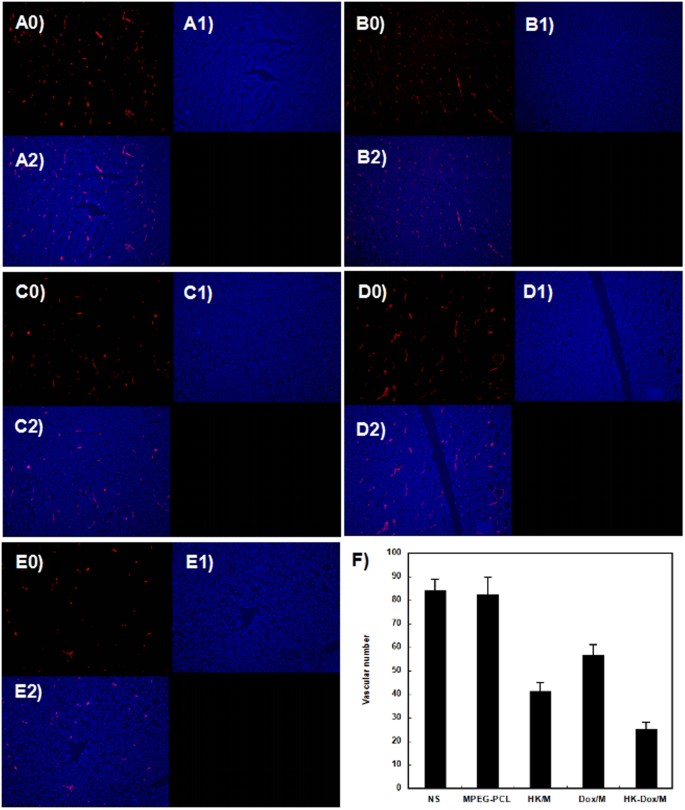 A0)
A1)
A2)
B0)
B1)
B2)
C0)
C1)
C2)
D0)
D1)
D2)
E0)
E1)
E2)
F)
Vascular number
100
90
80
70
60
50
40
30
20
10
0
NS MPEG-PCL HK/M Dox/M HK-Dox/M